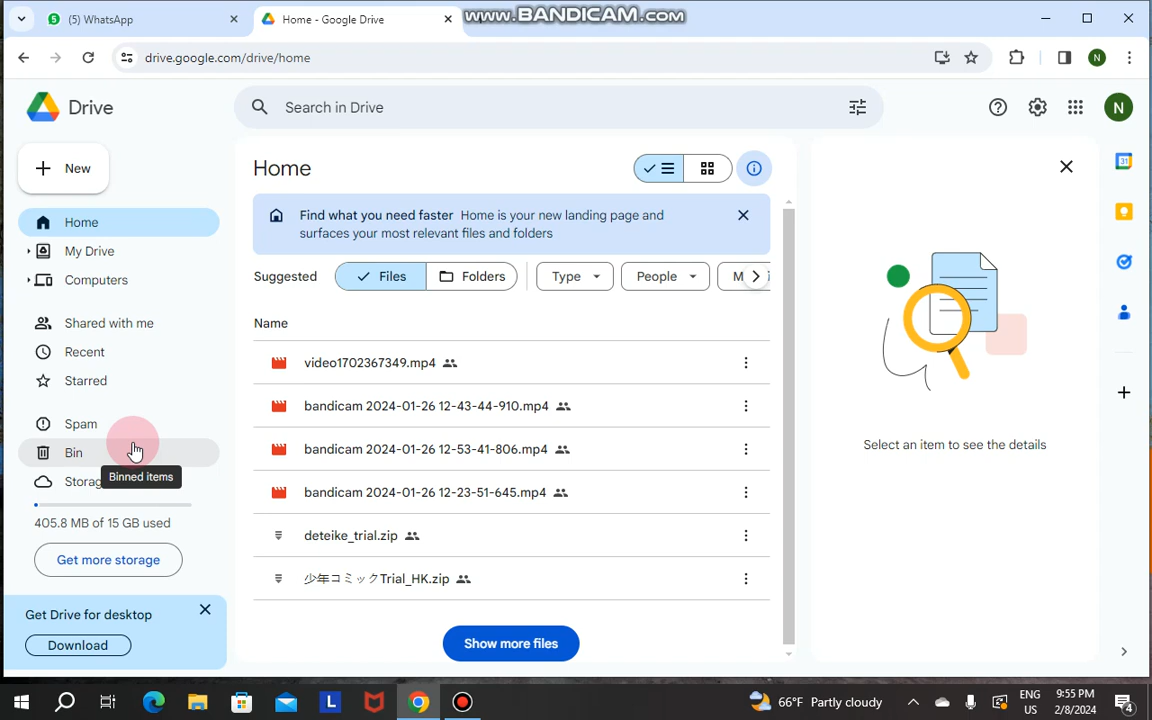 (5) WhatsApp
Home - Google Drive
www.BANDICAM.com
drive.google.com/drive/home
N
Drive
Search in Drive
N
New
Home
My Drive
Computers
Shared with me
Recent
Starred
Spam
Bin
Binned items
Storag
405.8 MB of 15 GB used
Get more storage
Get Drive for desktop
Download
Home
Find what you need faster Home is your new landing page and
surfaces your most relevant files and folders
Suggested
Files
Folders
Type
People
M
Name
video1702367349.mp4
bandicam 2024-01-26 12-43-44-910.mp4
bandicam 2024-01-26 12-53-41-806.mp4
bandicam 2024-01-26 12-23-51-645.mp4
deteike_trial.zip
少年コミックTrial_HK.zip
Show more files
Select an item to see the details
31
L
66°F Partly cloudy
ENG
US
9:55 PM
2/8/2024
4